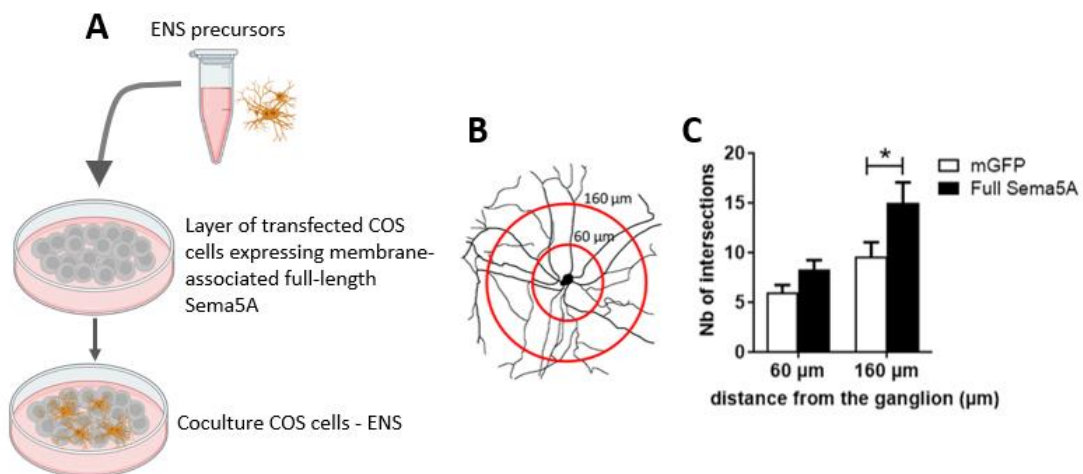 A
ENS precursors
Layer of transfected COS
cells expressing membrane-
associated full-length
Sema5A
Coculture COS cells - ENS
B
160 µm
60 µm
C
*
mGFP
Full Sema5A
20
15
10
5
0
Nb of intersections
60 µm
160 µm
distance from the ganglion (µm)